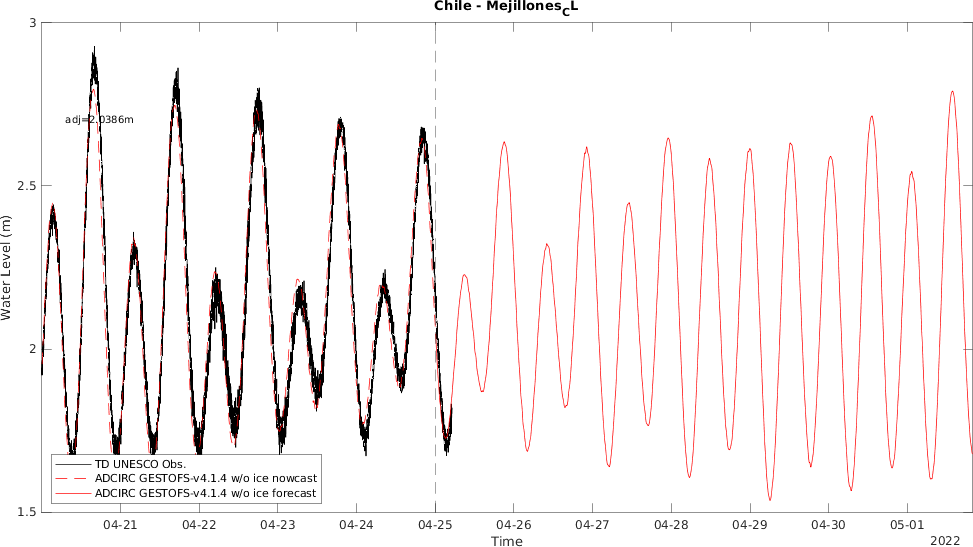 Chile - Mejillones_CL
3
2.5
2
1.5
Water Level (m)
adj=2.0386m
TD UNESCO Obs.
ADCIRC GESTOFS-v4.1.4 w/o ice nowcast
ADCIRC GESTOFS-v4.1.4 w/o ice forecast
04-21 04-22 04-23 04-24 04-25 04-26 04-27 04-28 04-29 04-30 05-01
Time
2022